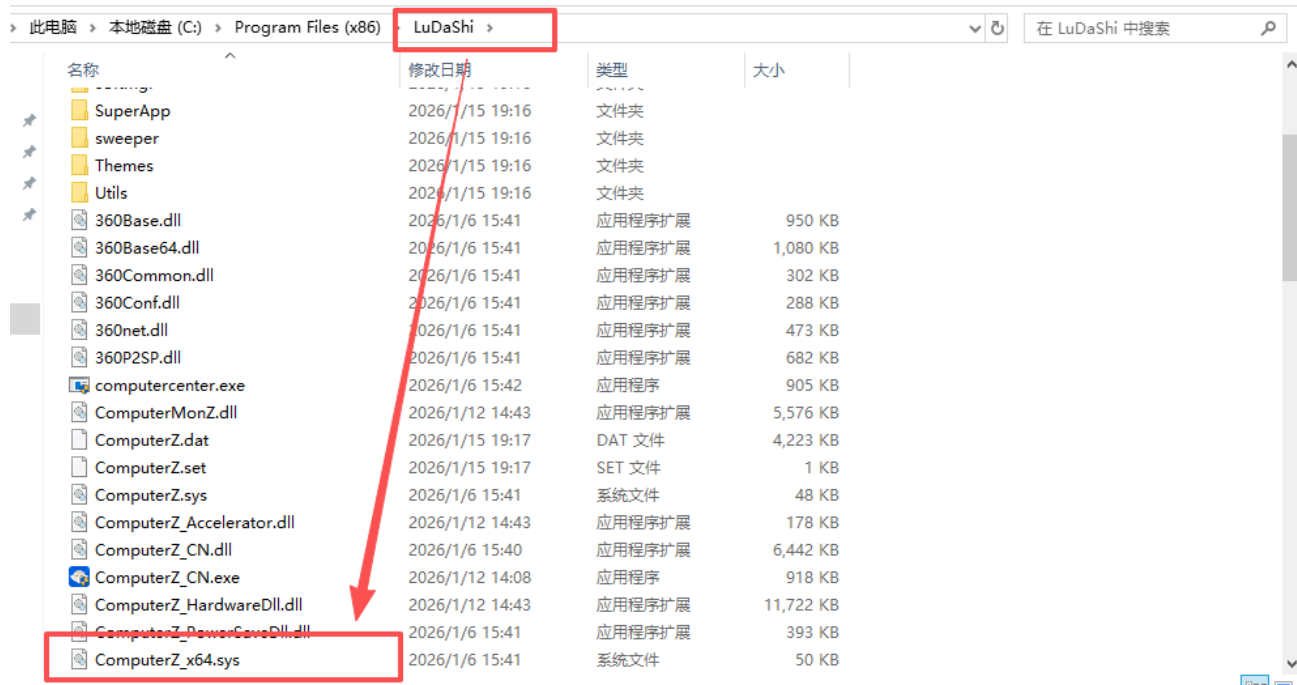 此电脑 > 本地磁盘 (C:) > Program Files (x86) > LuDaShi >
在 LuDaShi 中搜索
名称 修改日期 类型 大小
SuperApp 2026/1/15 19:16 文件夹
sweeper 2026/1/15 19:16 文件夹
Themes 2026/1/15 19:16 文件夹
Utils 2026/1/15 19:16 文件夹
360Base.dll 2026/1/6 15:41 应用程序扩展 950 KB
360Base64.dll 2026/1/6 15:41 应用程序扩展 1,080 KB
360Common.dll 2026/1/6 15:41 应用程序扩展 302 KB
360Conf.dll 2026/1/6 15:41 应用程序扩展 288 KB
360net.dll 2026/1/6 15:41 应用程序扩展 473 KB
360P2SP.dll 2026/1/6 15:41 应用程序扩展 682 KB
computercenter.exe 2026/1/6 15:42 应用程序 905 KB
ComputerMonZ.dll 2026/1/12 14:43 应用程序扩展 5,576 KB
ComputerZ.dat 2026/1/15 19:17 DAT 文件 4,223 KB
ComputerZ.set 2026/1/15 19:17 SET 文件 1 KB
ComputerZ.sys 2026/1/6 15:41 系统文件 48 KB
ComputerZ_Accelerator.dll 2026/1/12 14:43 应用程序扩展 178 KB
ComputerZ_CN.dll 2026/1/6 15:40 应用程序扩展 6,442 KB
ComputerZ_CN.exe 2026/1/12 14:08 应用程序 918 KB
ComputerZ_HardwareDll.dll 2026/1/12 14:43 应用程序扩展 11,722 KB
ComputerZ_PowerSaveDll.dll 2026/1/6 15:41 应用程序扩展 393 KB
ComputerZ_x64.sys 2026/1/6 15:41 系统文件 50 KB